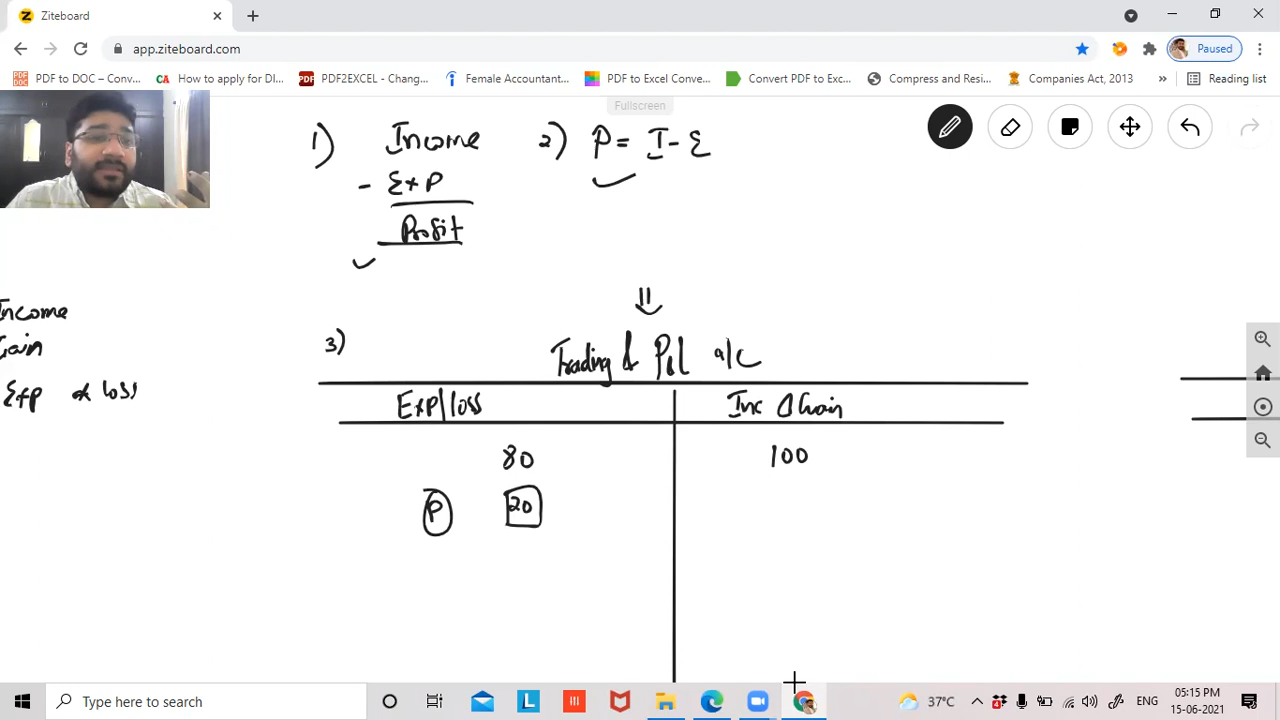 Ziteboard
app.ziteboard.com
Paused
PDF to DOC – Conv...
CA How to apply for DI...
PDF PDF2EXCEL - Chang...
Female Accountant...
PDF to Excel Conve...
Convert PDF to Exc...
Compress and Resi...
Companies Act, 2013
»
Reading list
Fullscreen
1) Income
- Exp
Profit
2) P = I - E
Income
Gain
Exp & loss
3)
Trading & P&L a/c
Exp/loss
Inc & Gain
80
100
P 20
Type here to search
37°C
05:15 PM
15-06-2021